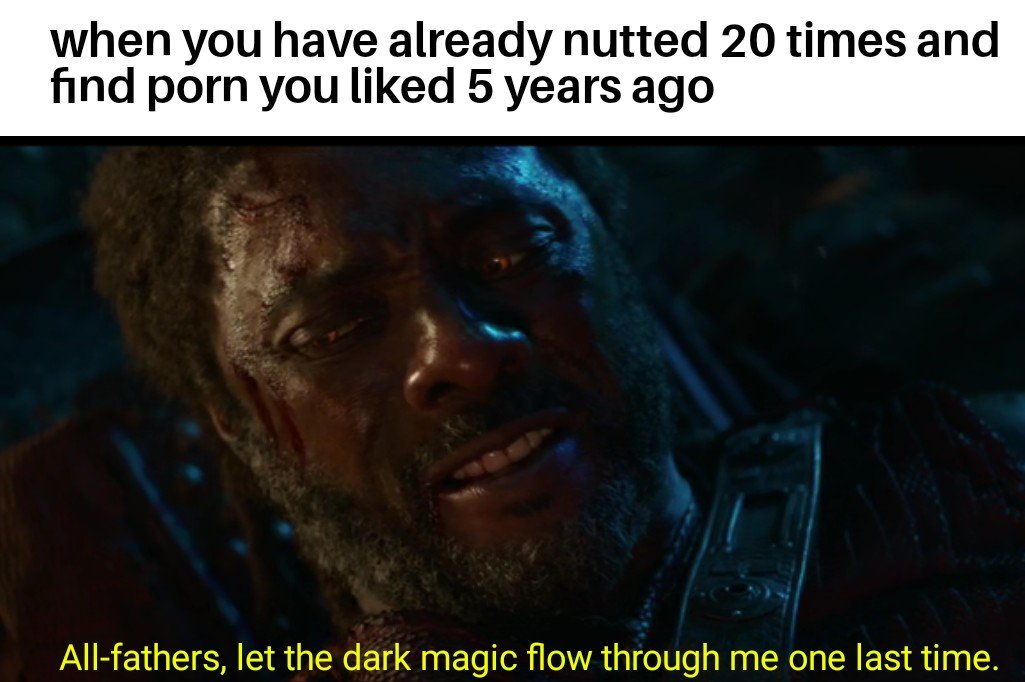 when you have already nutted 20 times and
find porn you liked 5 years ago
All-fathers, let the dark magic flow through me one last time.